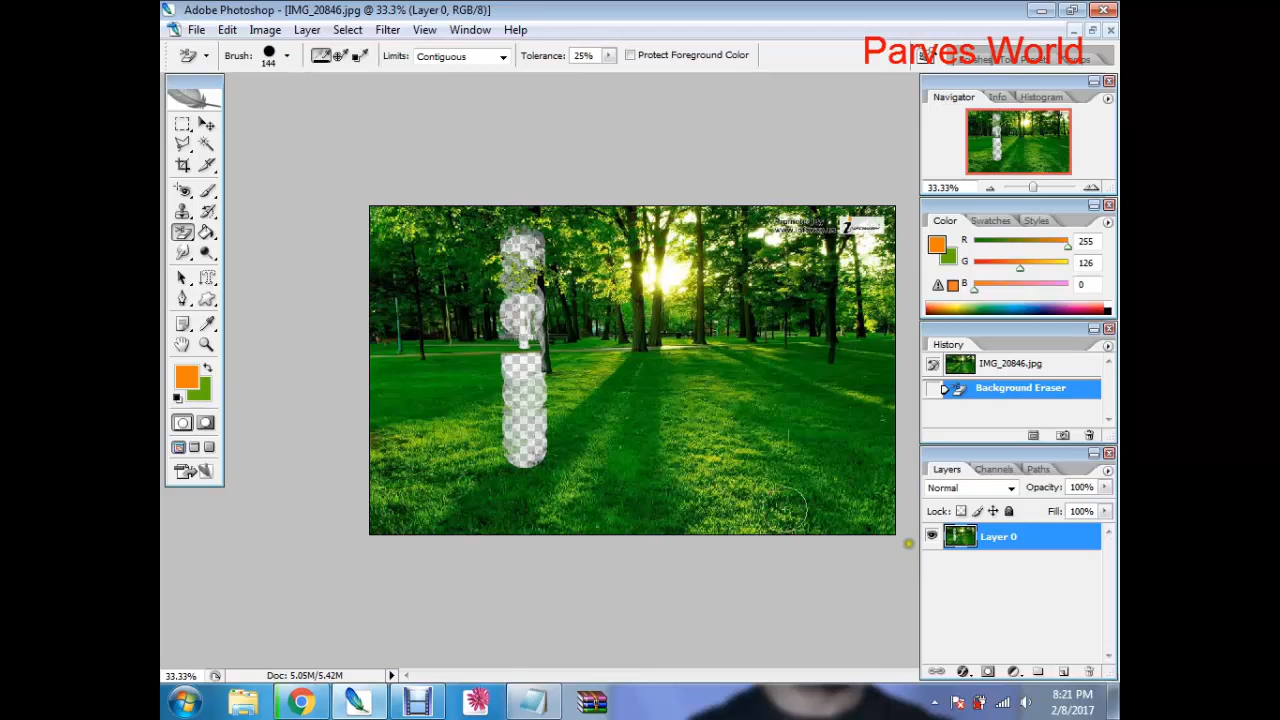 Adobe Photoshop - [IMG_20846.jpg @ 33.3% (Layer 0, RGB/8)]
File Edit Image Layer Select Filter View Window Help
Parves World
Brush: 144 Limits: Contiguous Tolerance: 25% Protect Foreground Color
Navigator Info Histogram
33.33%
Color Swatches Styles
R 255
G 126
B 0
History
IMG_20846.jpg
Background Eraser
Layers Channels Paths
Normal Opacity: 100%
Lock: Fill: 100%
Layer 0
33.33% Doc: 5.05M/5.42M
8:21 PM
2/8/2017